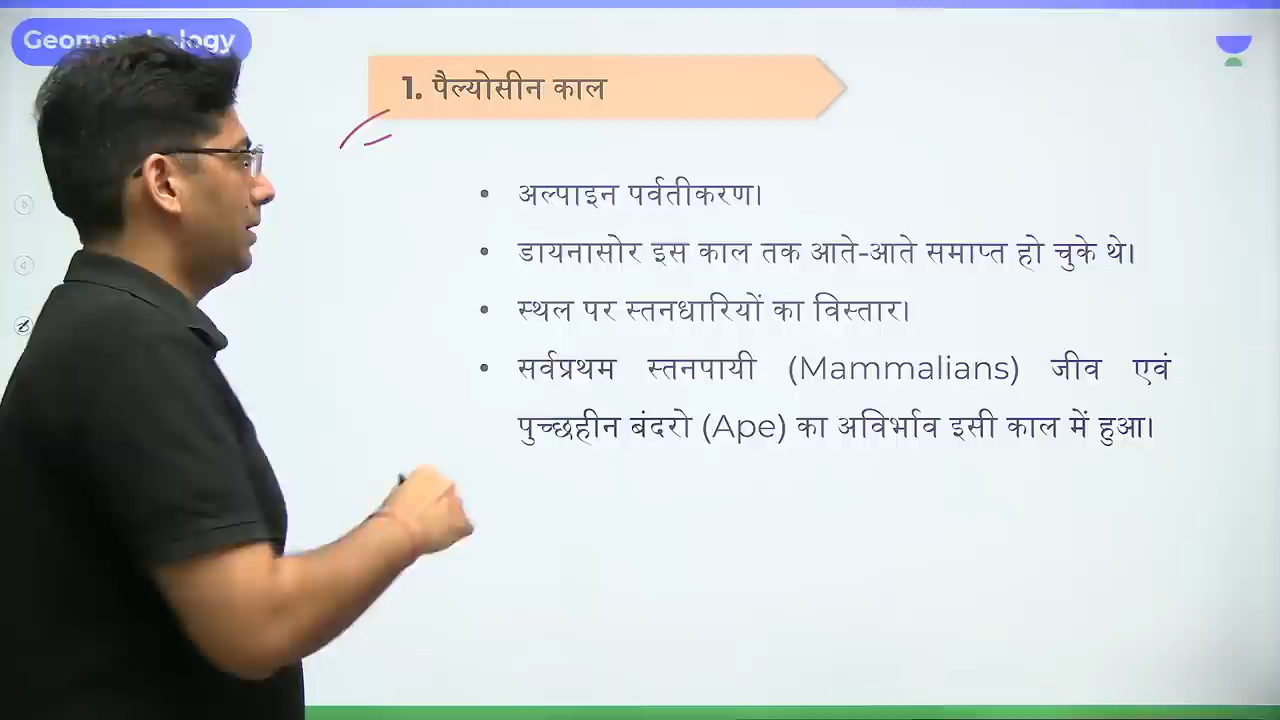 1. पैल्योसीन काल
• अल्पाइन पर्वतीकरण।
• डायनासोर इस काल तक आते-आते समाप्त हो चुके थे।
• स्थल पर स्तनधारियों का विस्तार।
• सर्वप्रथम स्तनपायी (Mammalians) जीव एवं
पुच्छहीन बंदरो (Ape) का अविर्भाव इसी काल में हुआ।